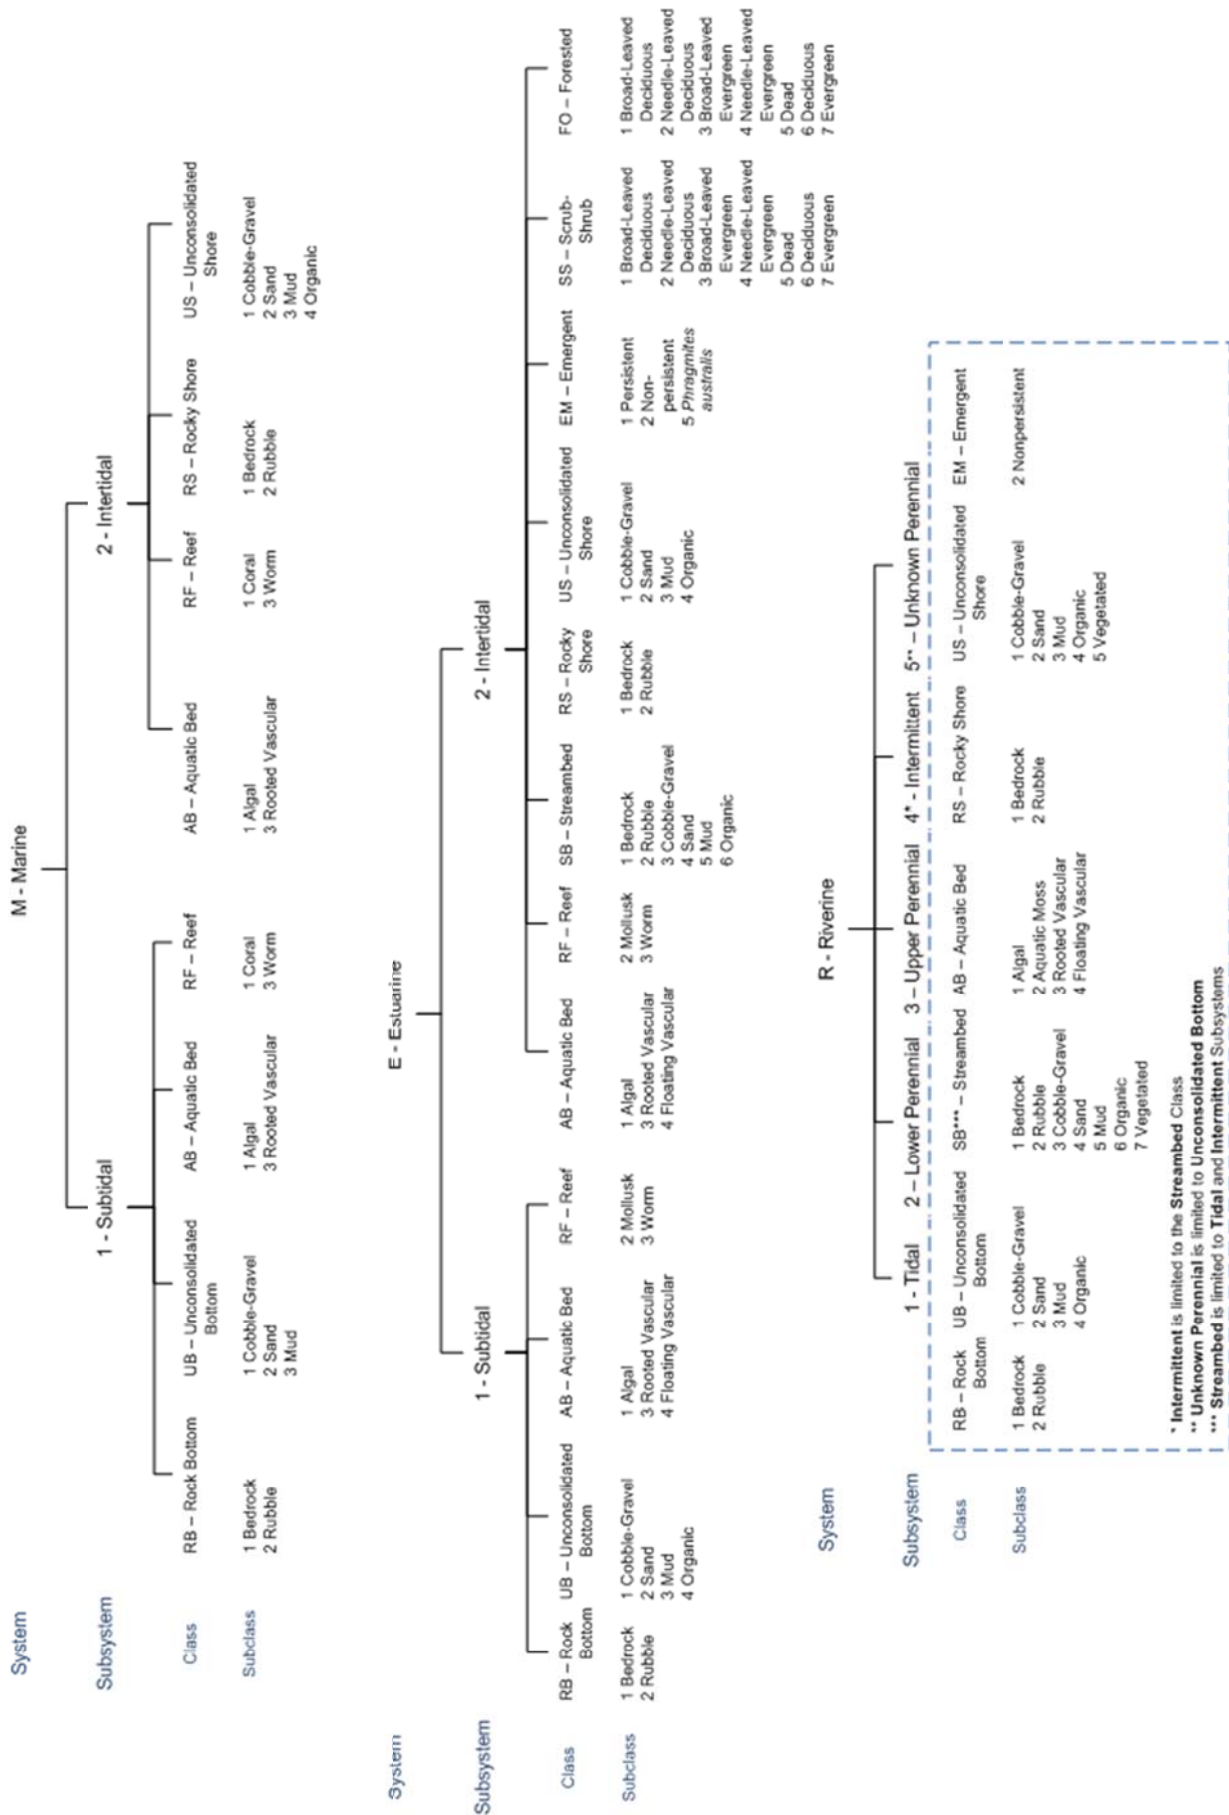 System
M - Marine
Subsystem
1 - Subtidal
2 - Intertidal
Class
RB – Rock Bottom
UB – Unconsolidated
Bottom
AB – Aquatic Bed
RF – Reef
AB – Aquatic Bed
RF – Reef
RS – Rocky Shore
US – Unconsolidated
Shore
Subclass
1 Bedrock
2 Rubble
1 Cobble-Gravel
2 Sand
3 Mud
1 Algal
3 Rooted Vascular
1 Coral
3 Worm
1 Algal
3 Rooted Vascular
1 Coral
3 Worm
1 Bedrock
2 Rubble
1 Cobble-Gravel
2 Sand
3 Mud
4 Organic
System
E - Estuarine
Subsystem
1 - Subtidal
2 - Intertidal
Class
RB – Rock
Bottom
UB – Unconsolidated
Bottom
AB – Aquatic Bed
RF – Reef
AB – Aquatic Bed
RF – Reef
SB – Streambed
RS – Rocky
Shore
US – Unconsolidated
Shore
EM – Emergent
SS – Scrub-
Shrub
FO – Forested
Subclass
1 Bedrock
2 Rubble
1 Cobble-Gravel
2 Sand
3 Mud
4 Organic
1 Algal
3 Rooted Vascular
4 Floating Vascular
2 Mollusk
3 Worm
1 Algal
3 Rooted Vascular
4 Floating Vascular
2 Mollusk
3 Worm
1 Bedrock
2 Rubble
3 Cobble-Gravel
4 Sand
5 Mud
6 Organic
1 Bedrock
2 Rubble
1 Cobble-Gravel
2 Sand
3 Mud
4 Organic
1 Persistent
2 Non-
persistent
5 Phragmites
australis
1 Broad-Leaved
Deciduous
2 Needle-Leaved
Deciduous
3 Broad-Leaved
Evergreen
4 Needle-Leaved
Evergreen
5 Dead
6 Deciduous
7 Evergreen
1 Broad-Leaved
Deciduous
2 Needle-Leaved
Deciduous
3 Broad-Leaved
Evergreen
4 Needle-Leaved
Evergreen
5 Dead
6 Deciduous
7 Evergreen
System
R - Riverine
Subsystem
1 - Tidal
2 – Lower Perennial
3 – Upper Perennial
4* - Intermittent
5** – Unknown Perennial
Class
RB – Rock
Bottom
UB – Unconsolidated
Bottom
SB*** – Streambed
AB – Aquatic Bed
RS – Rocky Shore
US – Unconsolidated
Shore
EM – Emergent
Subclass
1 Bedrock
2 Rubble
1 Cobble-Gravel
2 Sand
3 Mud
4 Organic
1 Bedrock
2 Rubble
3 Cobble-Gravel
4 Sand
5 Mud
6 Organic
7 Vegetated
1 Algal
2 Aquatic Moss
3 Rooted Vascular
4 Floating Vascular
1 Bedrock
2 Rubble
1 Cobble-Gravel
2 Sand
3 Mud
4 Organic
5 Vegetated
2 Nonpersistent
* Intermittent is limited to the Streambed Class
** Unknown Perennial is limited to Unconsolidated Bottom
*** Streambed is limited to Tidal and Intermittent Subsystems